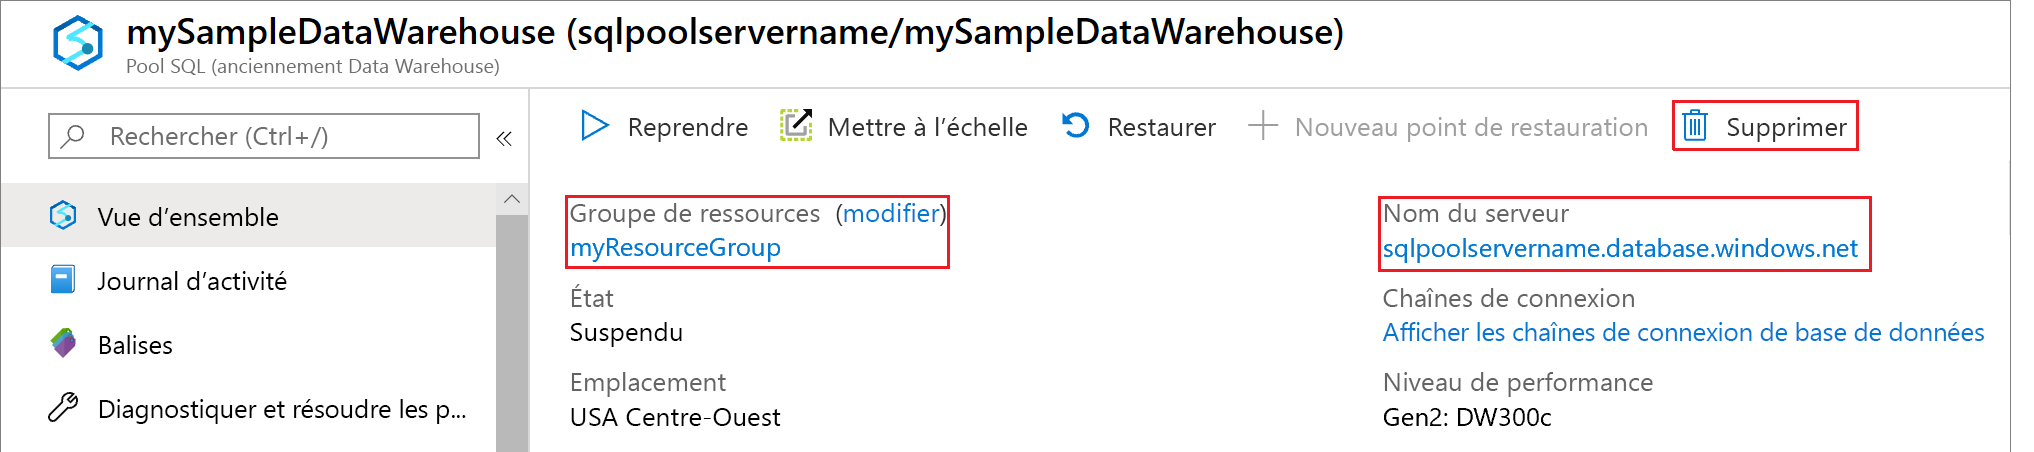 mySampleDataWarehouse (sqlpoolservername/mySampleDataWarehouse)
Pool SQL (anciennement Data Warehouse)
Rechercher (Ctrl+/)
«
Vue d’ensemble
Journal d’activité
Balises
Diagnostiquer et résoudre les p...
Reprendre
Mettre à l’échelle
Restaurer
Nouveau point de restauration
Supprimer
Groupe de ressources (modifier)
myResourceGroup
État
Suspendu
Emplacement
USA Centre-Ouest
Nom du serveur
sqlpoolservername.database.windows.net
Chaînes de connexion
Afficher les chaînes de connexion de base de données
Niveau de performance
Gen2: DW300c